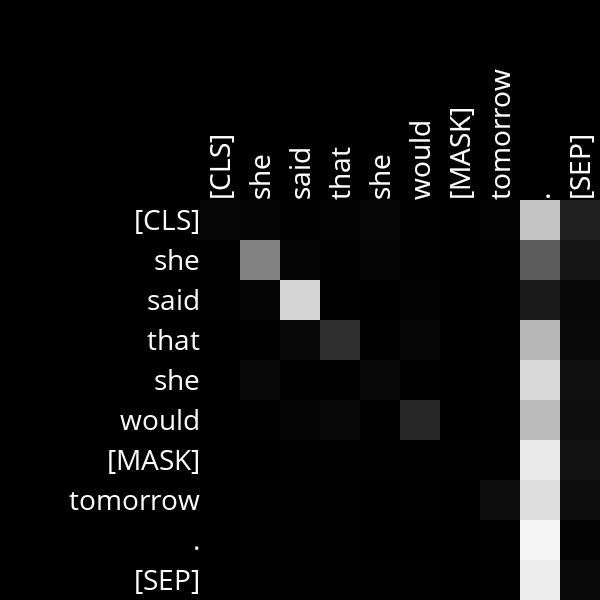 [CLS] she said that she would [MASK] tomorrow . [SEP]
[CLS]
she
said
that
she
would
[MASK]
tomorrow
.
[SEP]